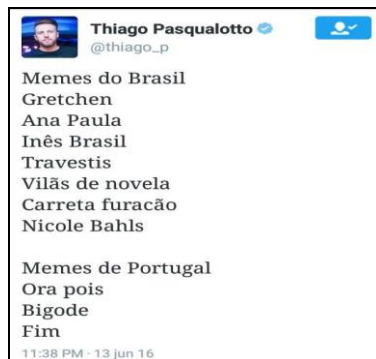 Thiago Pasqualotto
@thiago_p
Memes do Brasil
Gretchen
Ana Paula
Inês Brasil
Travestis
Vilãs de novela
Carreta furacão
Nicole Bahls
Memes de Portugal
Ora pois
Bigode
Fim
11:38 PM · 13 jun 16